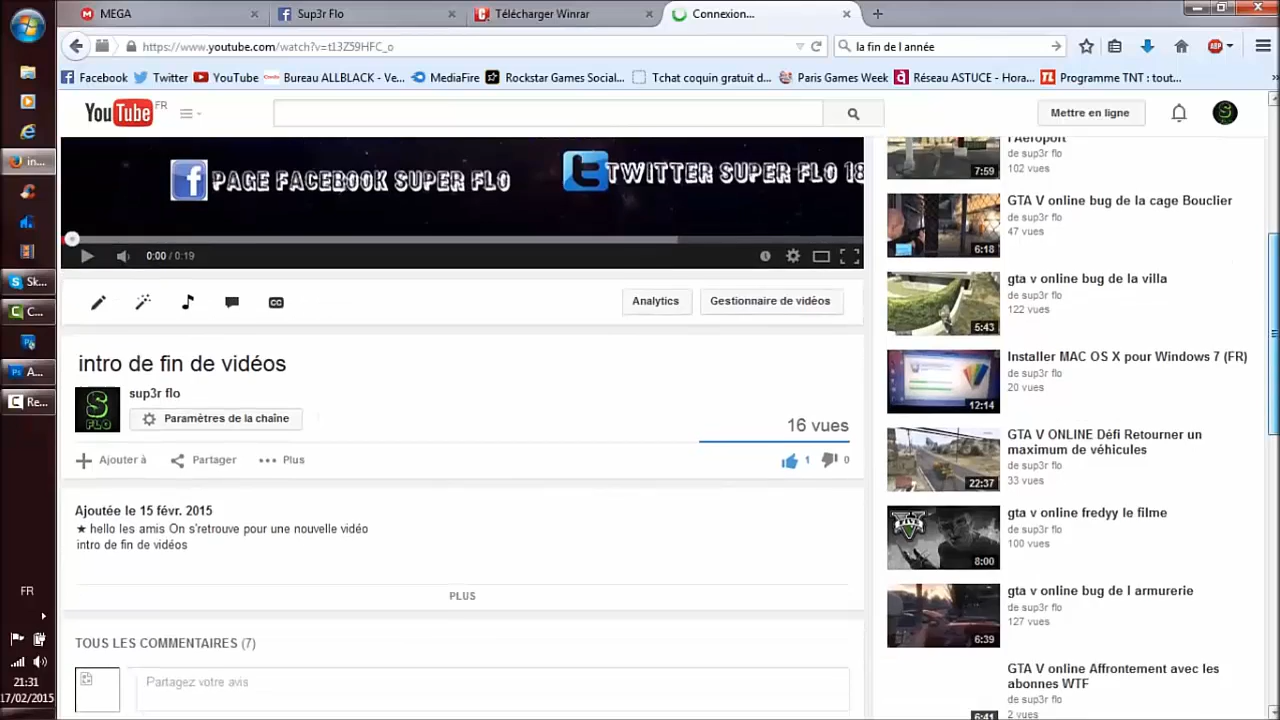 MEGA
Sup3r Flo
Télécharger Winrar
Connexion...
https://www.youtube.com/watch?v=t13Z59HFC_o
la fin de l année
ABP
Facebook
Twitter
YouTube
Bureau ALLBLACK - Ve...
MediaFire
Rockstar Games Social...
Tchat coquin gratuit d...
Paris Games Week
Réseau ASTUCE - Hora...
Programme TNT : tout...
YouTube FR
Mettre en ligne
PAGE FACEBOOK SUPER FLO
TWITTER SUPER FLO 18
0:00 / 0:19
Analytics
Gestionnaire de vidéos
intro de fin de vidéos
S FLO
sup3r flo
Paramètres de la chaîne
16 vues
Ajouter à
Partager
Plus
1
0
Ajoutée le 15 févr. 2015
★ hello les amis On s'retrouve pour une nouvelle vidéo
intro de fin de vidéos
PLUS
TOUS LES COMMENTAIRES (7)
Partagez votre avis
l'Aéroport
de sup3r flo
102 vues
7:59
GTA V online bug de la cage Bouclier
de sup3r flo
47 vues
6:18
gta v online bug de la villa
de sup3r flo
122 vues
5:43
Installer MAC OS X pour Windows 7 (FR)
de sup3r flo
20 vues
12:14
GTA V ONLINE Défi Retourner un
maximum de véhicules
de sup3r flo
33 vues
22:37
gta v online fredyy le filme
de sup3r flo
100 vues
8:00
gta v online bug de l armurerie
de sup3r flo
127 vues
6:39
GTA V online Affrontement avec les
abonnes WTF
de sup3r flo
2 vues
6:41
in...
Sk...
C...
A...
Re...
FR
21:31
17/02/2015